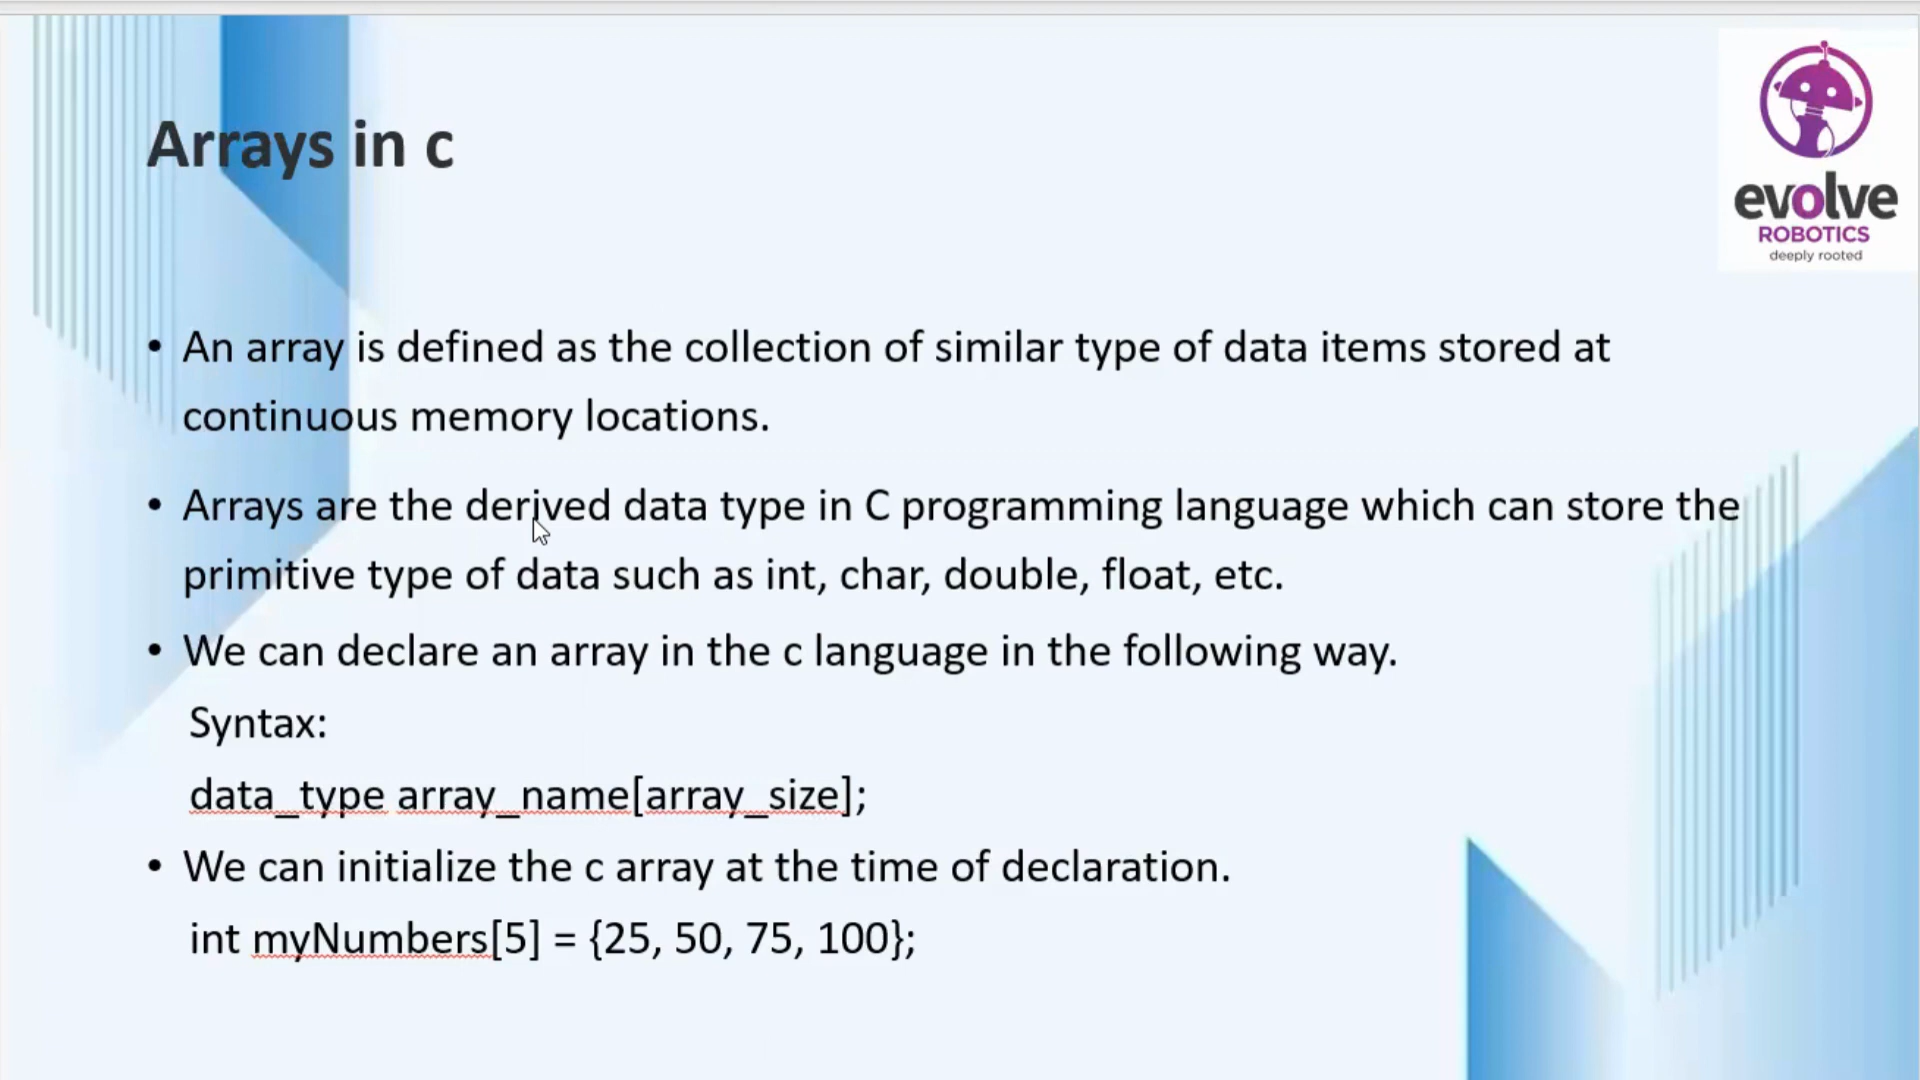 Arrays in c
evolve
ROBOTICS
deeply rooted
• An array is defined as the collection of similar type of data items stored at
continuous memory locations.
• Arrays are the derived data type in C programming language which can store the
primitive type of data such as int, char, double, float, etc.
• We can declare an array in the c language in the following way.
Syntax:
data_type array_name[array_size];
• We can initialize the c array at the time of declaration.
int myNumbers[5] = {25, 50, 75, 100};